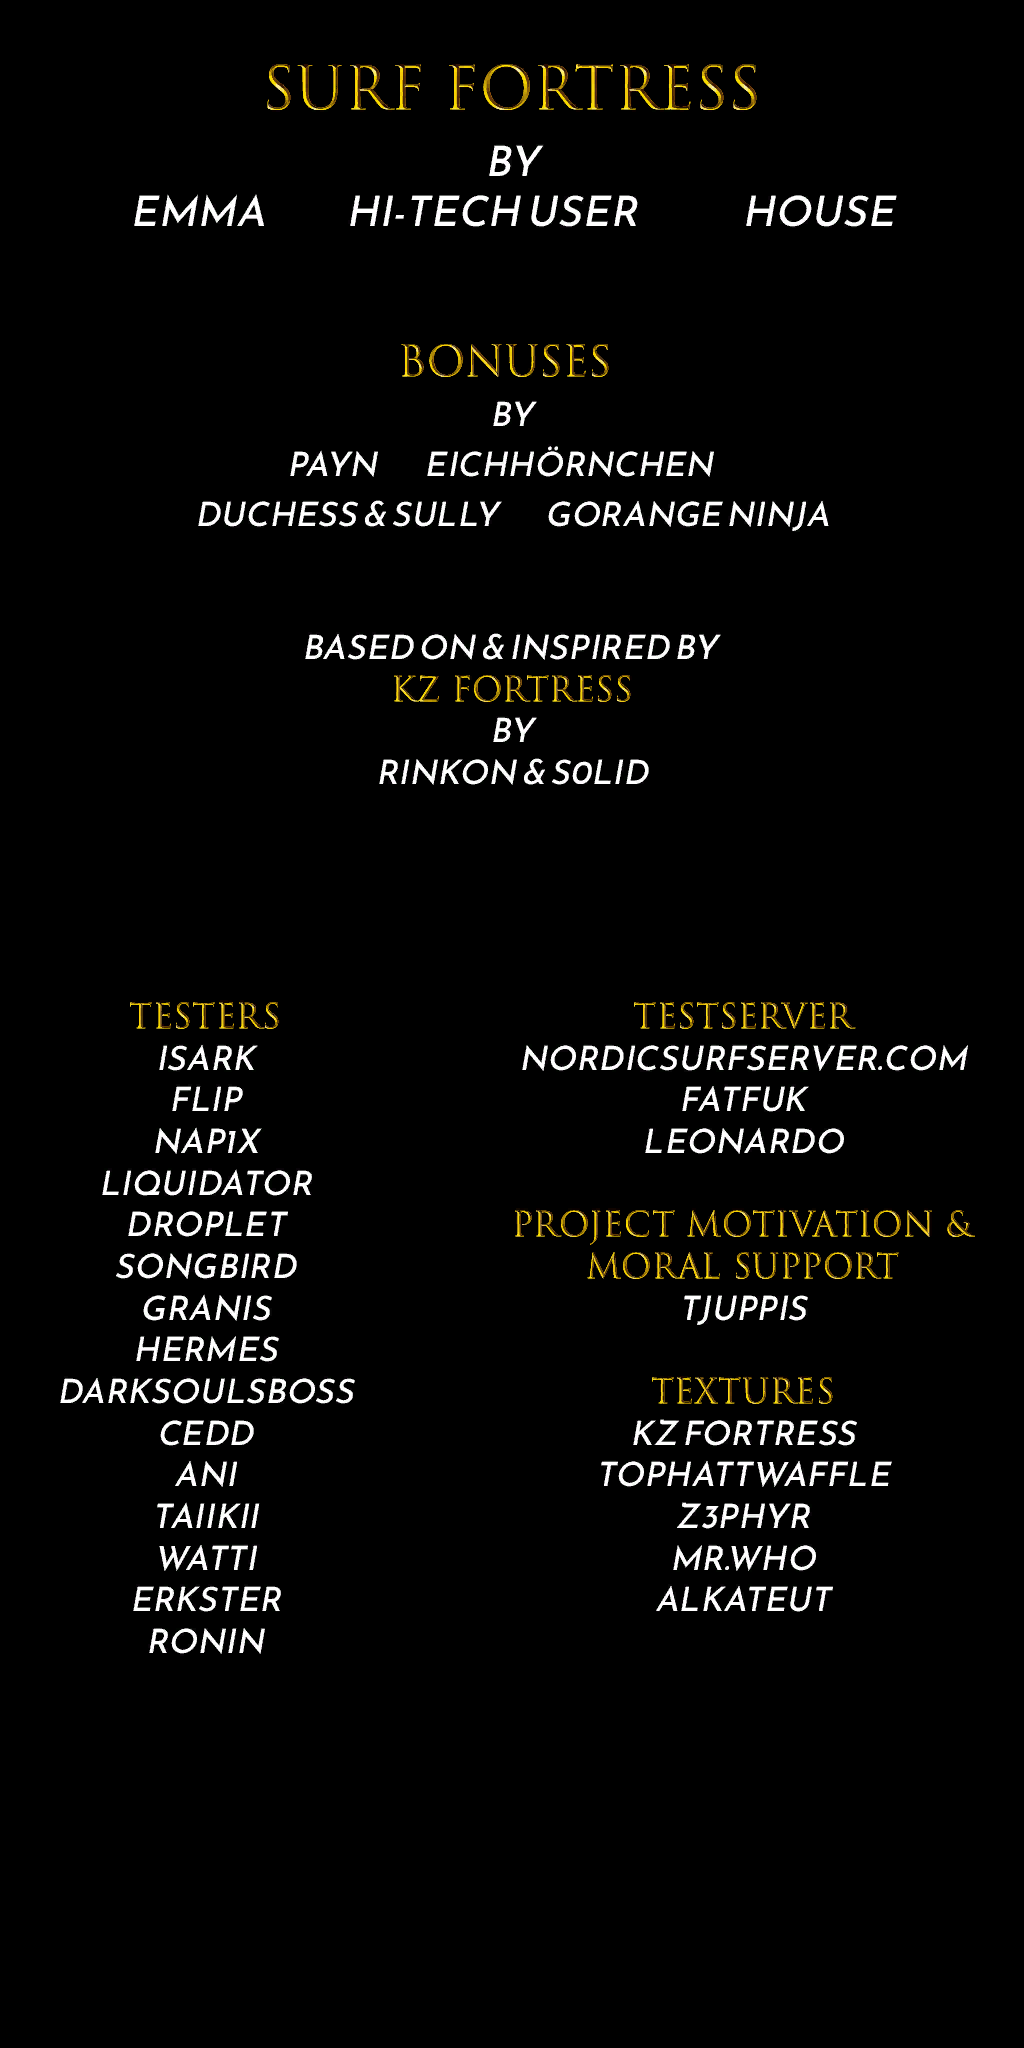 SURF FORTRESS
BY
EMMA HI-TECH USER HOUSE
BONUSES
BY
PAYN EICHHÖRNCHEN
DUCHESS & SULLY GORANGE NINJA
BASED ON & INSPIRED BY
KZ FORTRESS
BY
RINKON & S0LID
TESTERS
ISARK
FLIP
NAP1X
LIQUIDATOR
DROPLET
SONGBIRD
GRANIS
HERMES
DARKSOULSBOSS
CEDD
ANI
TAIIKII
WATTI
ERKSTER
RONIN
TESTSERVER
NORDICSURFSERVER.COM
FATFUK
LEONARDO
PROJECT MOTIVATION &
MORAL SUPPORT
TJUPPIS
TEXTURES
KZ FORTRESS
TOPHATTWAFFLE
Z3PHYR
MR.WHO
ALKATEUT